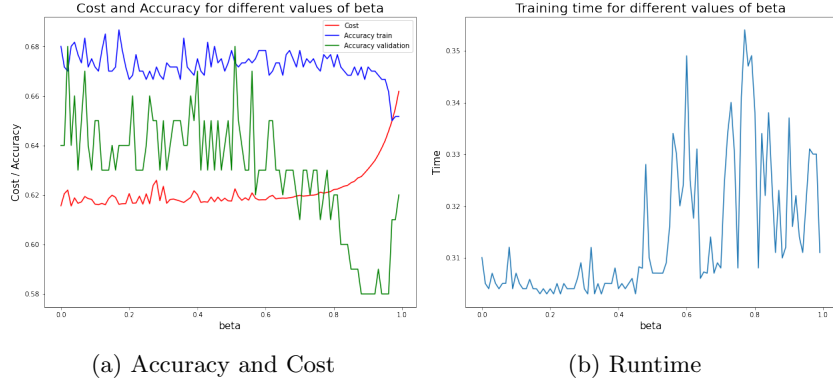 Cost and Accuracy for different values of beta
Cost
Accuracy train
Accuracy validation
Cost / Accuracy
0.68
0.66
0.64
0.62
0.60
0.58
0.0 0.2 0.4 0.6 0.8 1.0
beta
(a) Accuracy and Cost
Training time for different values of beta
Time
0.35
0.34
0.33
0.32
0.31
0.0 0.2 0.4 0.6 0.8 1.0
beta
(b) Runtime